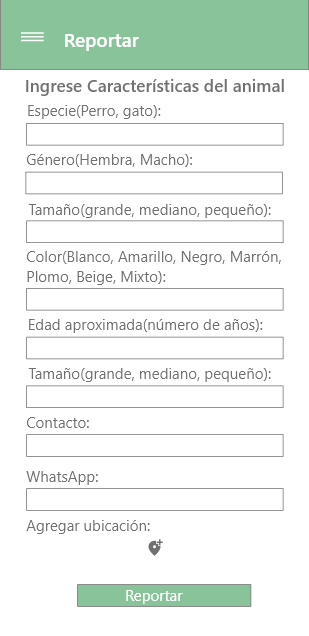 Reportar
Ingrese Características del animal
Especie(Perro, gato):
Género(Hembra, Macho):
Tamaño(grande, mediano, pequeño):
Color(Blanco, Amarillo, Negro, Marrón,
Plomo, Beige, Mixto):
Edad aproximada(número de años):
Tamaño(grande, mediano, pequeño):
Contacto:
WhatsApp:
Agregar ubicación:
Reportar